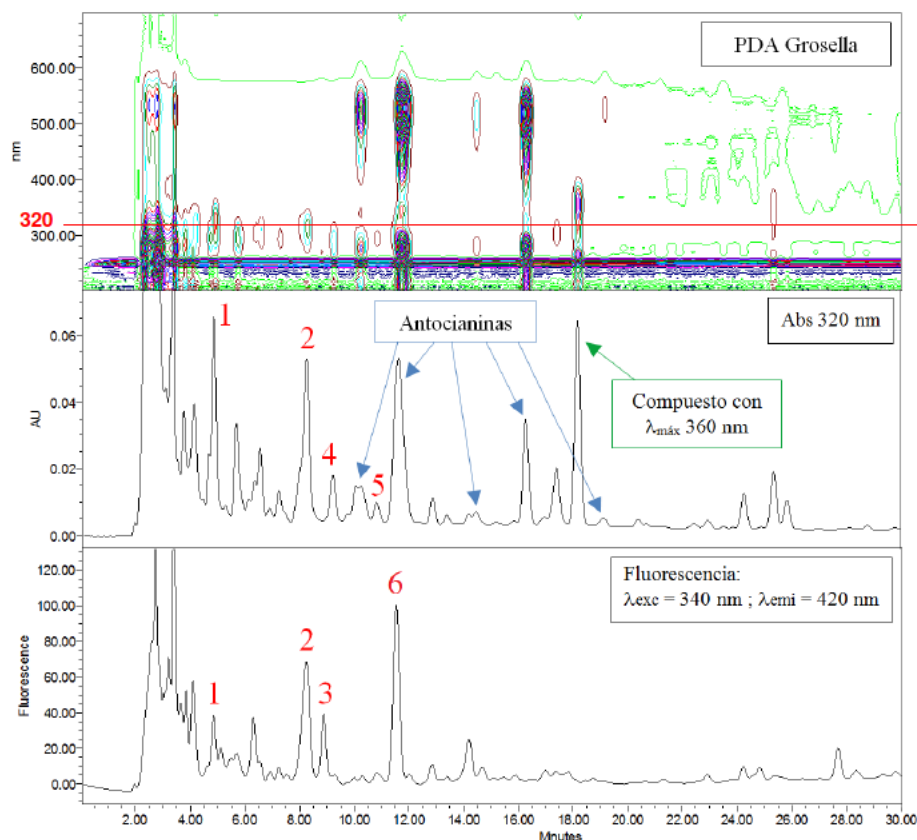 PDA Grosella
600.00
500.00
nm
400.00
320
300.00
Abs 320 nm
Antocianinas
1
2
4
5
0.06
0.04
AU
0.02
0.00
Compuesto con
λmáx 360 nm
Fluorescencia:
λexc = 340 nm ; λemi = 420 nm
6
2
3
1
120.00
100.00
80.00
60.00
40.00
20.00
0.00
Fluorescence
0.00 2.00 4.00 6.00 8.00 10.00 12.00 14.00 16.00 18.00 20.00 22.00 24.00 26.00 28.00 30.00
Minutes